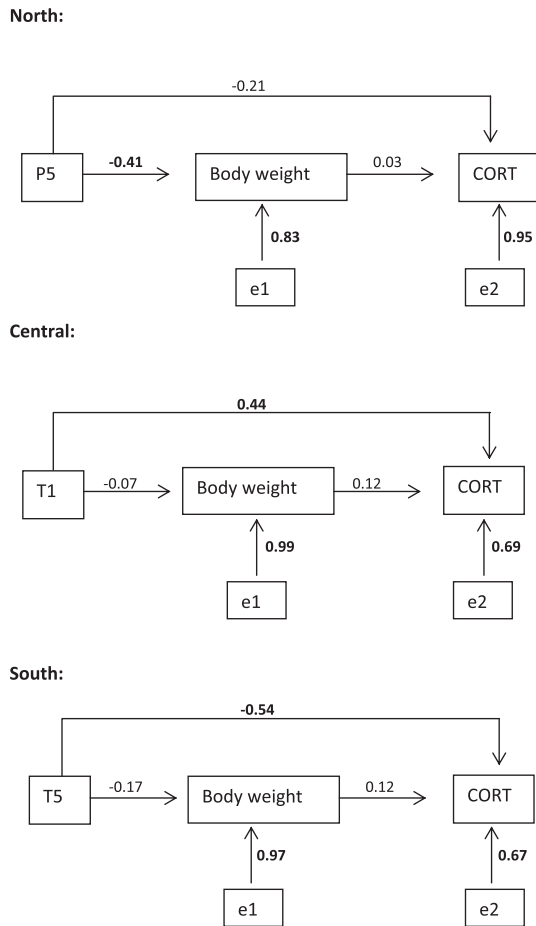 North:
-0.21
P5 -0.41 Body weight 0.03 CORT
0.83 0.95
e1 e2
Central:
0.44
T1 -0.07 Body weight 0.12 CORT
0.99 0.69
e1 e2
South:
-0.54
T5 -0.17 Body weight 0.12 CORT
0.97 0.67
e1 e2